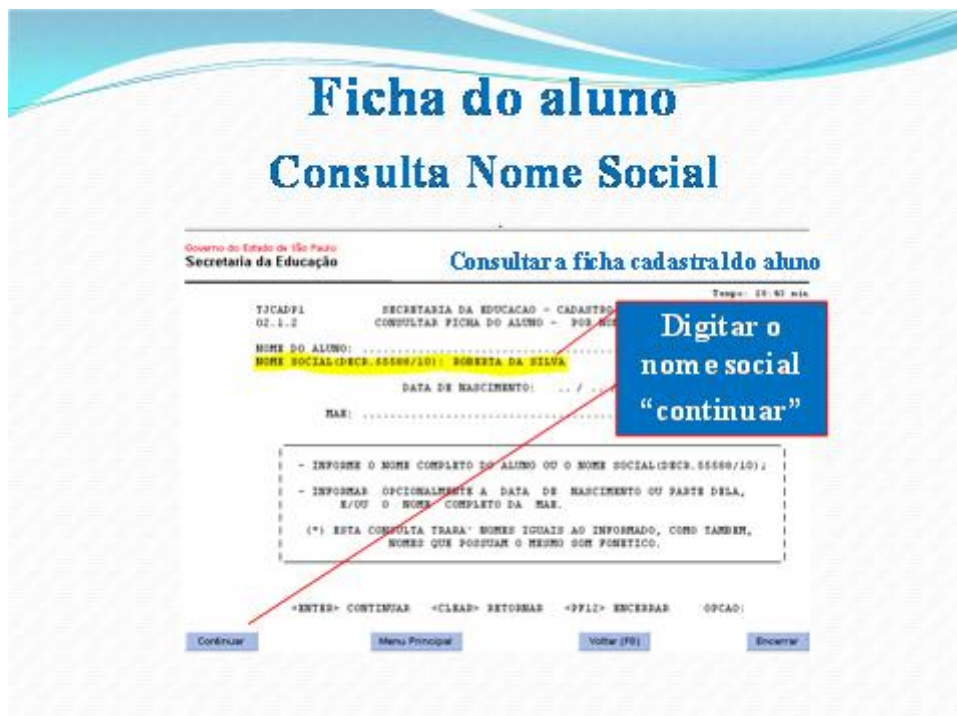 Ficha do aluno
Consulta Nome Social
Governo do Estado de São Paulo
Secretaria da Educação
Consultar a ficha cadastral do aluno
Tempo:
TJCADP1 SECRETARIA DA EDUCACAO - CADASTRO
02.1.2 CONSULTAR FICHA DO ALUNO - POR
Digitar o
nome social
“continuar”
NOME DO ALUNO: ........................................
NOME SOCIAL(DECR.55588/10): ROBERTA DA SILVA
DATA DE NASCIMENTO: .. / .. /
MAE: ........................................
- INFORME O NOME COMPLETO DO ALUNO OU O NOME SOCIAL(DECR.55588/10);
- INFORMAR OPCIONALMENTE A DATA DE NASCIMENTO OU PARTE DELA,
E/OU O NOME COMPLETO DA MAE.
(*) ESTA CONSULTA TRARA' NOMES IGUAIS AO INFORMADO, COMO TAMBEM,
NOMES QUE POSSUAM O MESMO SOM FONETICO.
<ENTER> CONTINUAR <CLEAR> RETORNAR <PF12> ENCERRAR OPCAO:
Continuar Menu Principal Voltar (F8) Encerrar